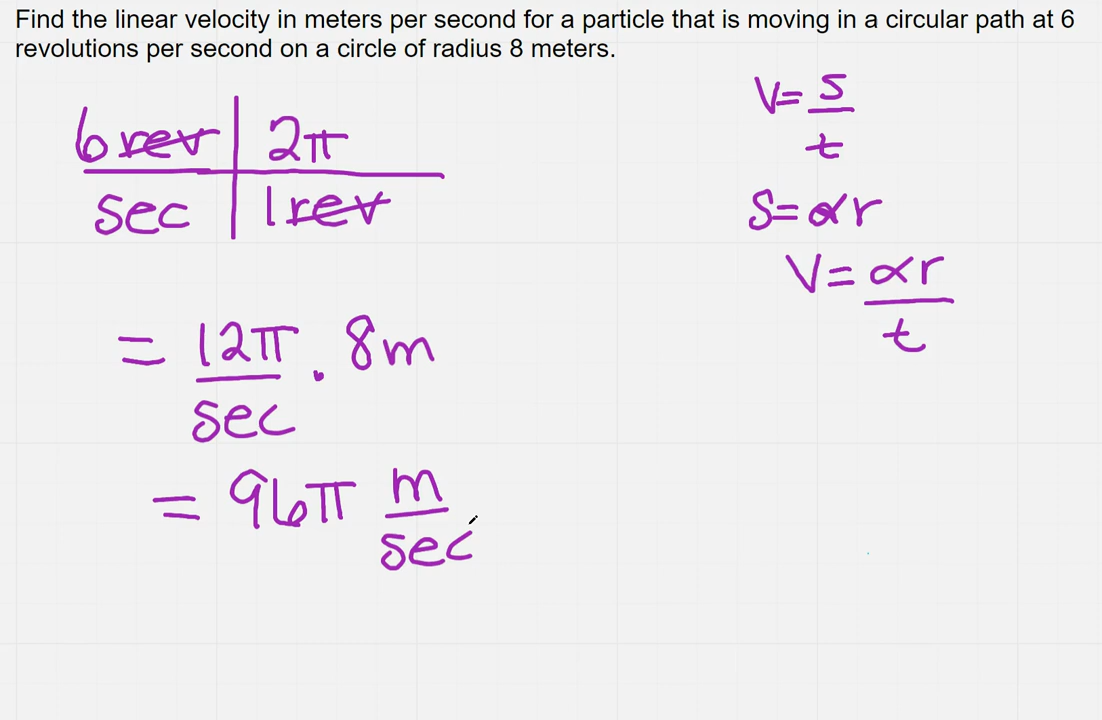 Find the linear velocity in meters per second for a particle that is moving in a circular path at 6
revolutions per second on a circle of radius 8 meters.
6 rev | 2π
sec | 1 rev
= 12π/sec · 8m
= 96π m/sec
V = s/t
S = αr
V = αr/t